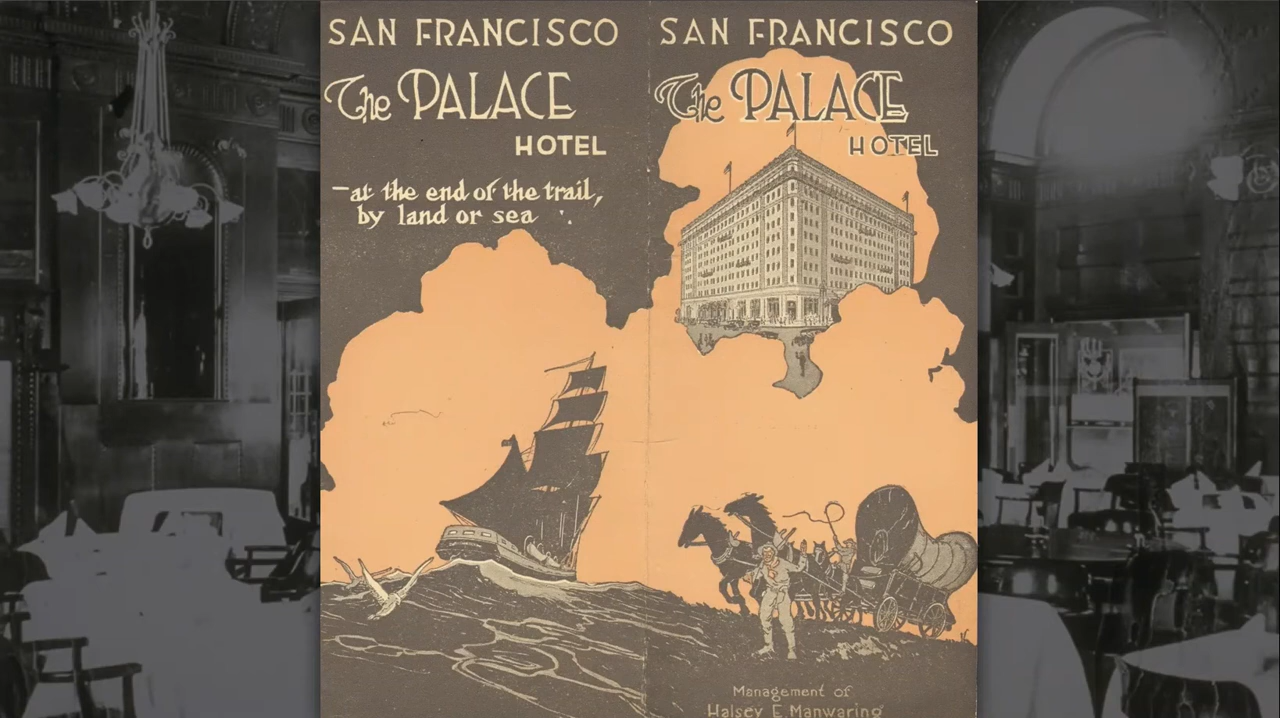 SAN FRANCISCO
The PALACE
HOTEL
—at the end of the trail,
by land or sea
SAN FRANCISCO
The PALACE
HOTEL
Management of
Halsey E. Manwaring